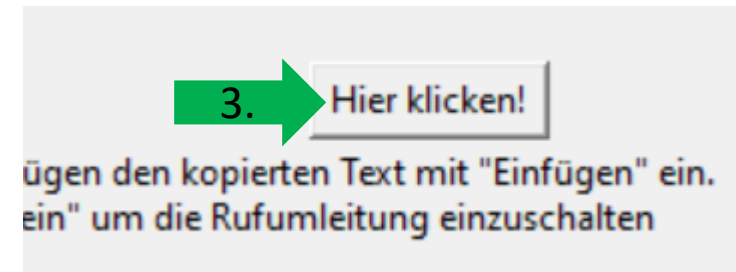 3. Hier klicken!
ügen den kopierten Text mit "Einfügen" ein.
ein" um die Rufumleitung einzuschalten